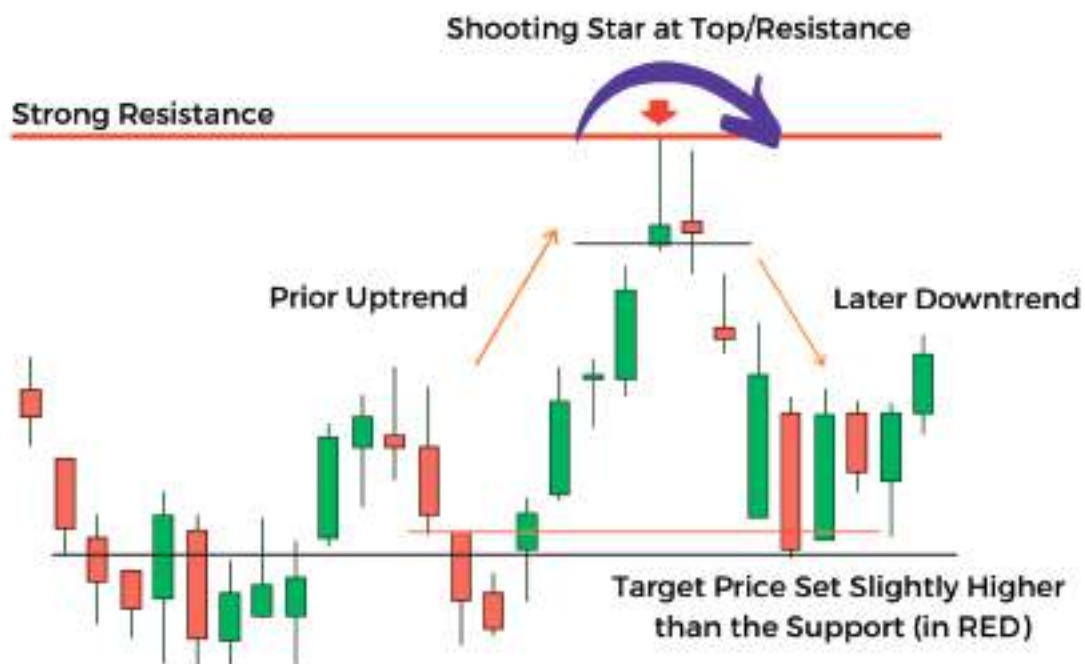 Shooting Star at Top/Resistance
Strong Resistance
Prior Uptrend
Later Downtrend
Target Price Set Slightly Higher
than the Support (in RED)